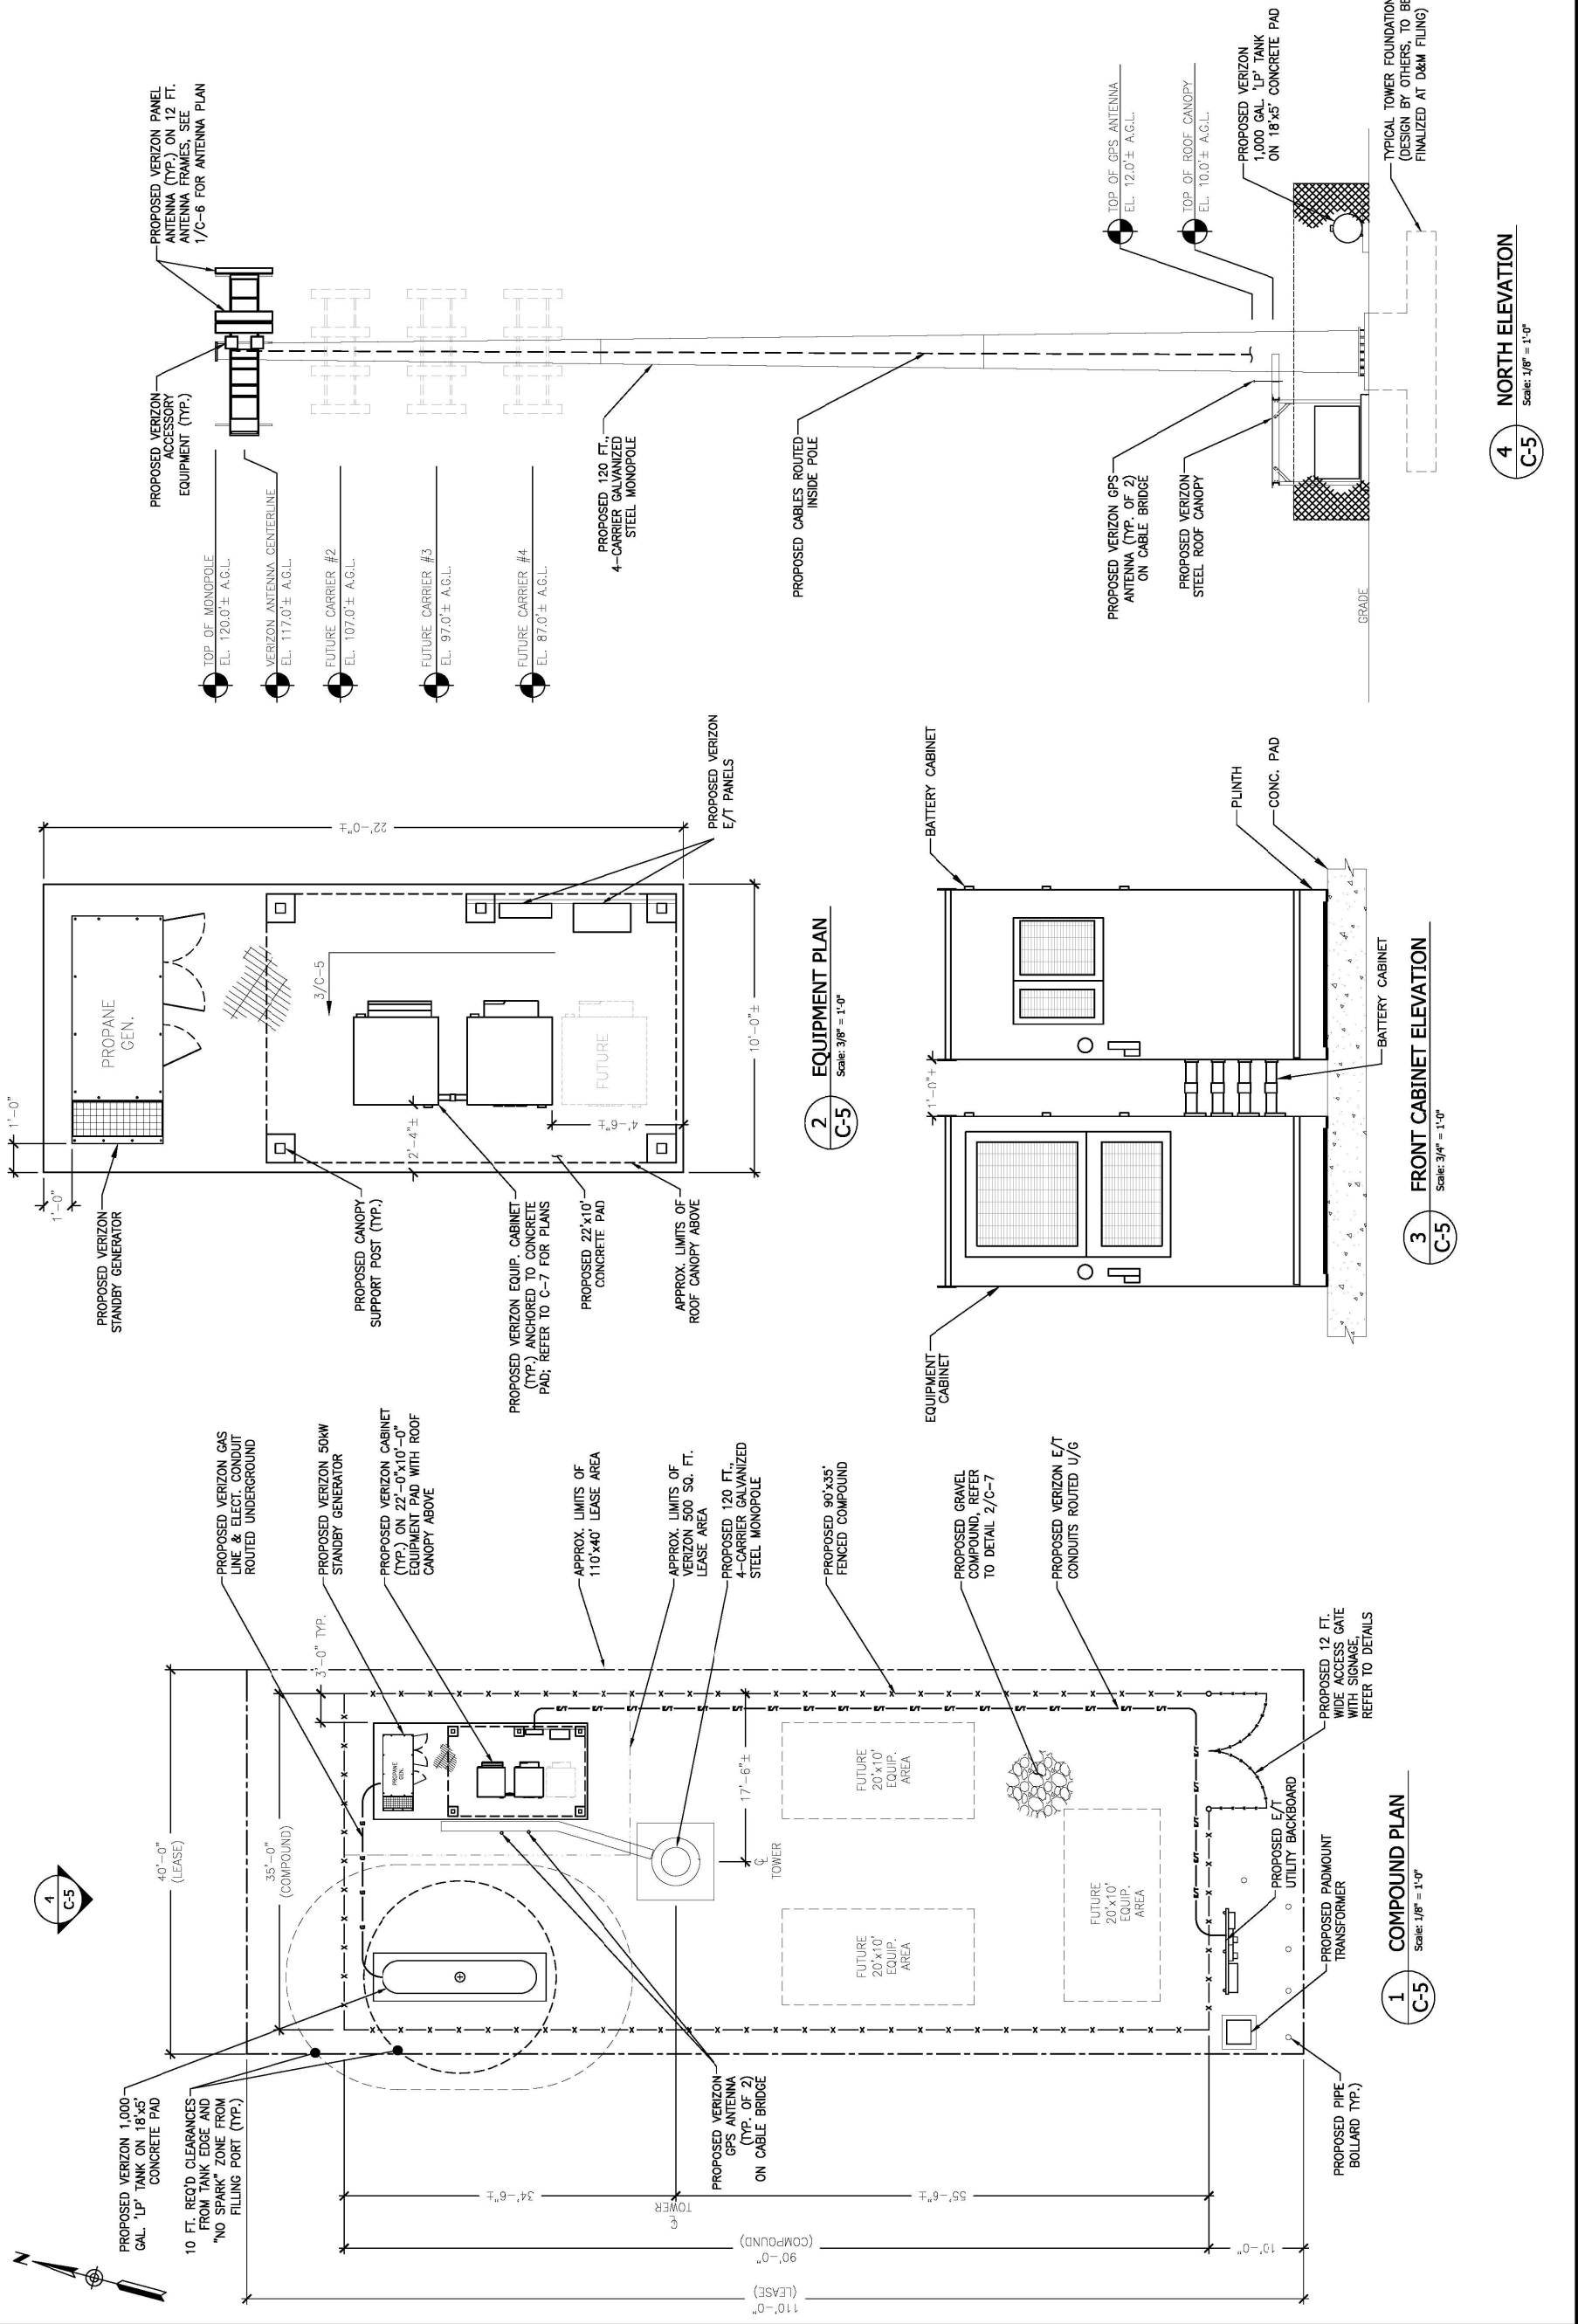 N
PROPOSED VERIZON 1,000
GAL. 'LP' TANK ON 18'x5'
CONCRETE PAD
10 FT. REQ'D CLEARANCES
FROM TANK EDGE AND
"NO SPARK" ZONE FROM
FILLING PORT (TYP.)
4
C-5
40'-0"
(LEASE)
35'-0"
(COMPOUND)
3'-0" TYP.
PROPOSED VERIZON GAS
LINE & ELECT. CONDUIT
ROUTED UNDERGROUND
PROPOSED VERIZON 50kW
STANDBY GENERATOR
PROPOSED VERIZON CABINET
(TYP.) ON 22'-0"x10'-0"
EQUIPMENT PAD WITH ROOF
CANOPY ABOVE
APPROX. LIMITS OF
110'x40' LEASE AREA
APPROX. LIMITS OF
VERIZON 500 SQ. FT.
LEASE AREA
PROPOSED 120 FT.,
4-CARRIER GALVANIZED
STEEL MONOPOLE
PROPOSED 90'x35'
FENCED COMPOUND
PROPOSED GRAVEL
COMPOUND, REFER
TO DETAIL 2/C-7
PROPOSED VERIZON E/T
CONDUITS ROUTED U/G
PROPOSED 12 FT.
WIDE ACCESS GATE
WITH SIGNAGE,
REFER TO DETAILS
PROPOSED E/T
UTILITY BACKBOARD
PROPOSED PADMOUNT
TRANSFORMER
PROPOSED PIPE
BOLLARD TYP.)
PROPOSED VERIZON
GPS ANTENNA
(TYP. OF 2)
ON CABLE BRIDGE
PROPANE
GEN.
17'-6"±
℄
TOWER
FUTURE
20'x10'
EQUIP.
AREA
FUTURE
20'x10'
EQUIP.
AREA
FUTURE
20'x10'
EQUIP.
AREA
34'-6"±
℄
TOWER
55'-6"±
90'-0"
(COMPOUND)
10'-0"
110'-0"
(LEASE)
1
C-5
COMPOUND PLAN
Scale: 1/8" = 1'-0"
1'-0"
1'-0"
PROPOSED VERIZON
STANDBY GENERATOR
PROPANE
GEN.
22'-0"±
3/C-5
FUTURE
2'-4"±
4'-6"±
10'-0"±
PROPOSED CANOPY
SUPPORT POST (TYP.)
PROPOSED VERIZON EQUIP. CABINET
(TYP.) ANCHORED TO CONCRETE
PAD; REFER TO C-7 FOR PLANS
PROPOSED 22'x10'
CONCRETE PAD
APPROX. LIMITS OF
ROOF CANOPY ABOVE
PROPOSED VERIZON
E/T PANELS
2
C-5
EQUIPMENT PLAN
Scale: 3/8" = 1'-0"
EQUIPMENT
CABINET
1'-0"±
BATTERY CABINET
PLINTH
CONC. PAD
BATTERY CABINET
3
C-5
FRONT CABINET ELEVATION
Scale: 3/4" = 1'-0"
PROPOSED VERIZON
ACCESSORY
EQUIPMENT (TYP.)
PROPOSED VERIZON PANEL
ANTENNA (TYP.) ON 12 FT.
ANTENNA FRAMES, SEE
1/C-6 FOR ANTENNA PLAN
TOP OF MONOPOLE
EL. 120.0'± A.G.L.
VERIZON ANTENNA CENTERLINE
EL. 117.0'± A.G.L.
FUTURE CARRIER #2
EL. 107.0'± A.G.L.
FUTURE CARRIER #3
EL. 97.0'± A.G.L.
FUTURE CARRIER #4
EL. 87.0'± A.G.L.
PROPOSED 120 FT.,
4-CARRIER GALVANIZED
STEEL MONOPOLE
PROPOSED CABLES ROUTED
INSIDE POLE
PROPOSED VERIZON GPS
ANTENNA (TYP. OF 2)
ON CABLE BRIDGE
PROPOSED VERIZON
STEEL ROOF CANOPY
TOP OF GPS ANTENNA
EL. 12.0'± A.G.L.
TOP OF ROOF CANOPY
EL. 10.0'± A.G.L.
PROPOSED VERIZON
1,000 GAL. 'LP' TANK
ON 18'x5' CONCRETE PAD
GRADE
TYPICAL TOWER FOUNDATION
(DESIGN BY OTHERS, TO BE
FINALIZED AT D&M FILING)
4
C-5
NORTH ELEVATION
Scale: 1/8" = 1'-0"